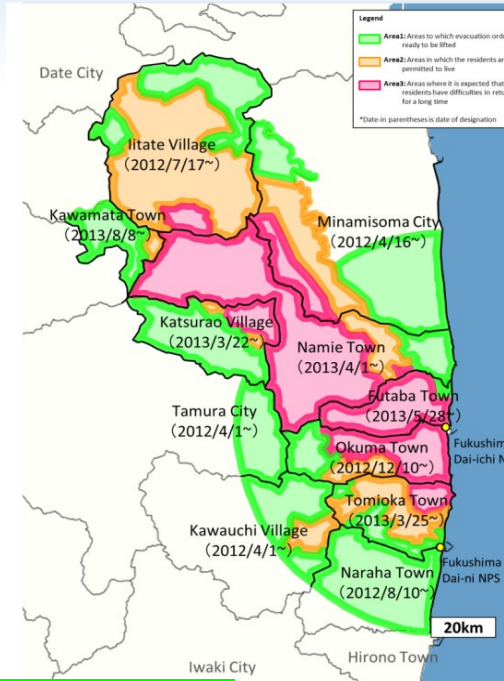 Legend
Area1: Areas to which evacuation
ready to be lifted
Area2: Areas in which the residents
permitted to live
Area3: Areas where it is expected that
residents have difficulties in
for a long time
*Date-in parentheses is date of designation
Date City
Iitate Village
(2012/7/17~)
Kawamata Town
(2013/8/8~)
Minamisoma City
(2012/4/16~)
Katsurao Village
(2013/3/22~)
Namie Town
(2013/4/1~)
Tamura City
(2012/4/1~)
Futaba Town
(2013/5/28~)
Okuma Town
(2012/12/10~)
Dai-ichi
Tomioka Town
(2013/3/25~)
Kawauchi Village
(2012/4/1~)
Fukushima
Dai-ni NPS
Naraha Town
(2012/8/10~)
20km
Hirono Town
Iwaki City